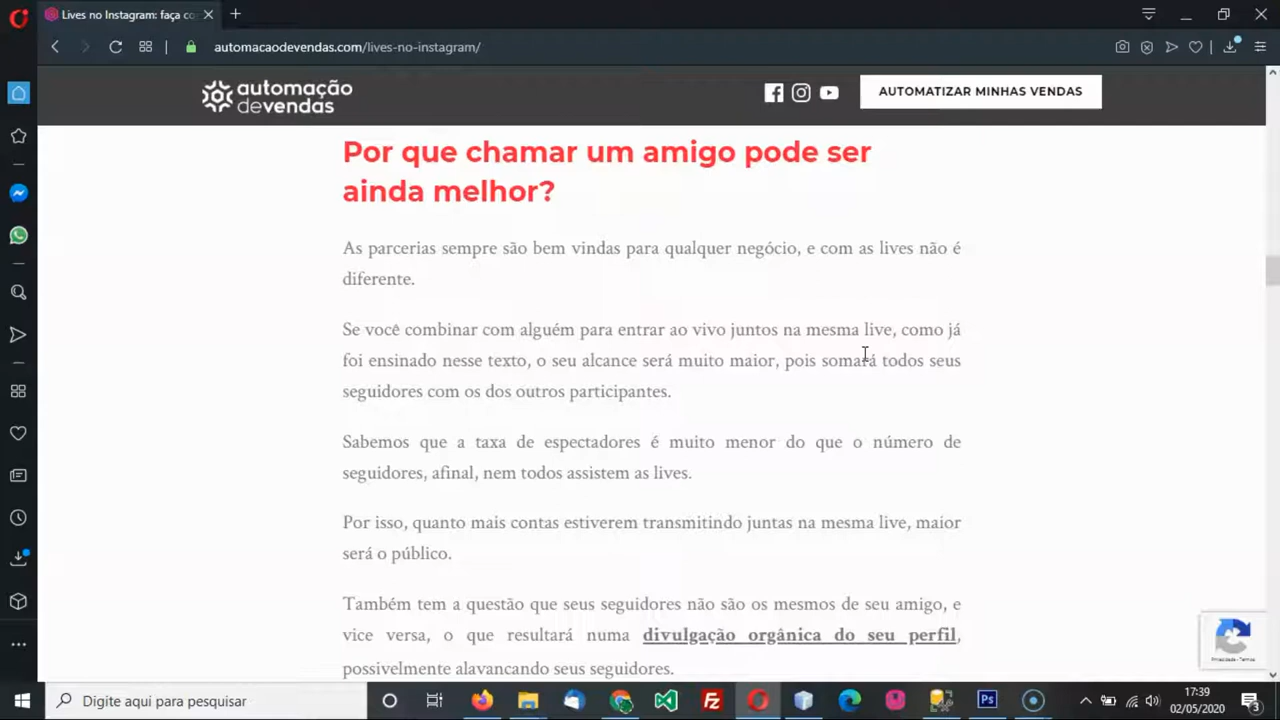 Lives no Instagram: faça co
automacaodevendas.com/lives-no-instagram/
automação
devendas
AUTOMATIZAR MINHAS VENDAS
Por que chamar um amigo pode ser
ainda melhor?
As parcerias sempre são bem vindas para qualquer negócio, e com as lives não é
diferente.
Se você combinar com alguém para entrar ao vivo juntos na mesma live, como já
foi ensinado nesse texto, o seu alcance será muito maior, pois somará todos seus
seguidores com os dos outros participantes.
Sabemos que a taxa de espectadores é muito menor do que o número de
seguidores, afinal, nem todos assistem as lives.
Por isso, quanto mais contas estiverem transmitindo juntas na mesma live, maior
será o público.
Também tem a questão que seus seguidores não são os mesmos de seu amigo, e
vice versa, o que resultará numa divulgação orgânica do seu perfil,
possivelmente alavancando seus seguidores.
Privacidade - Termos
Digite aqui para pesquisar
Ps
17:39
02/05/2020
3